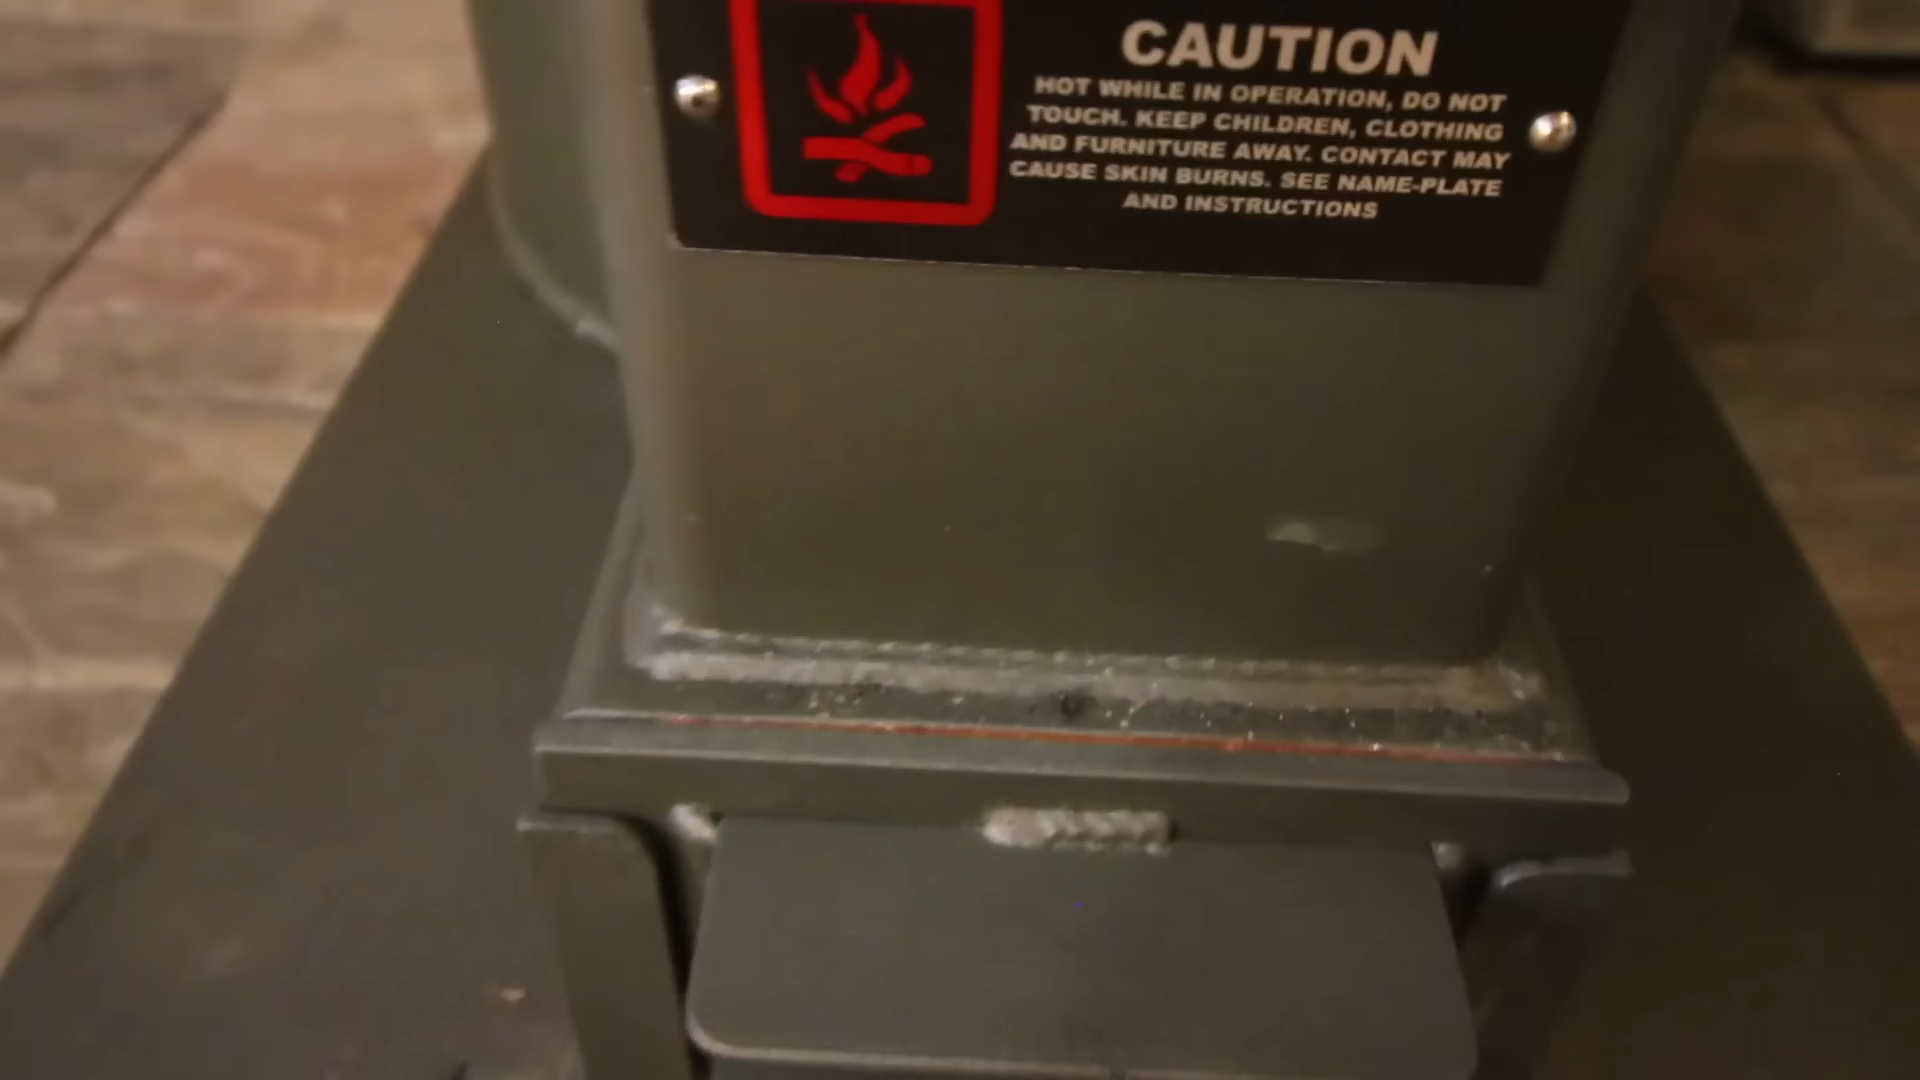 CAUTION
HOT WHILE IN OPERATION, DO NOT
TOUCH. KEEP CHILDREN, CLOTHING
AND FURNITURE AWAY. CONTACT MAY
CAUSE SKIN BURNS. SEE NAME-PLATE
AND INSTRUCTIONS